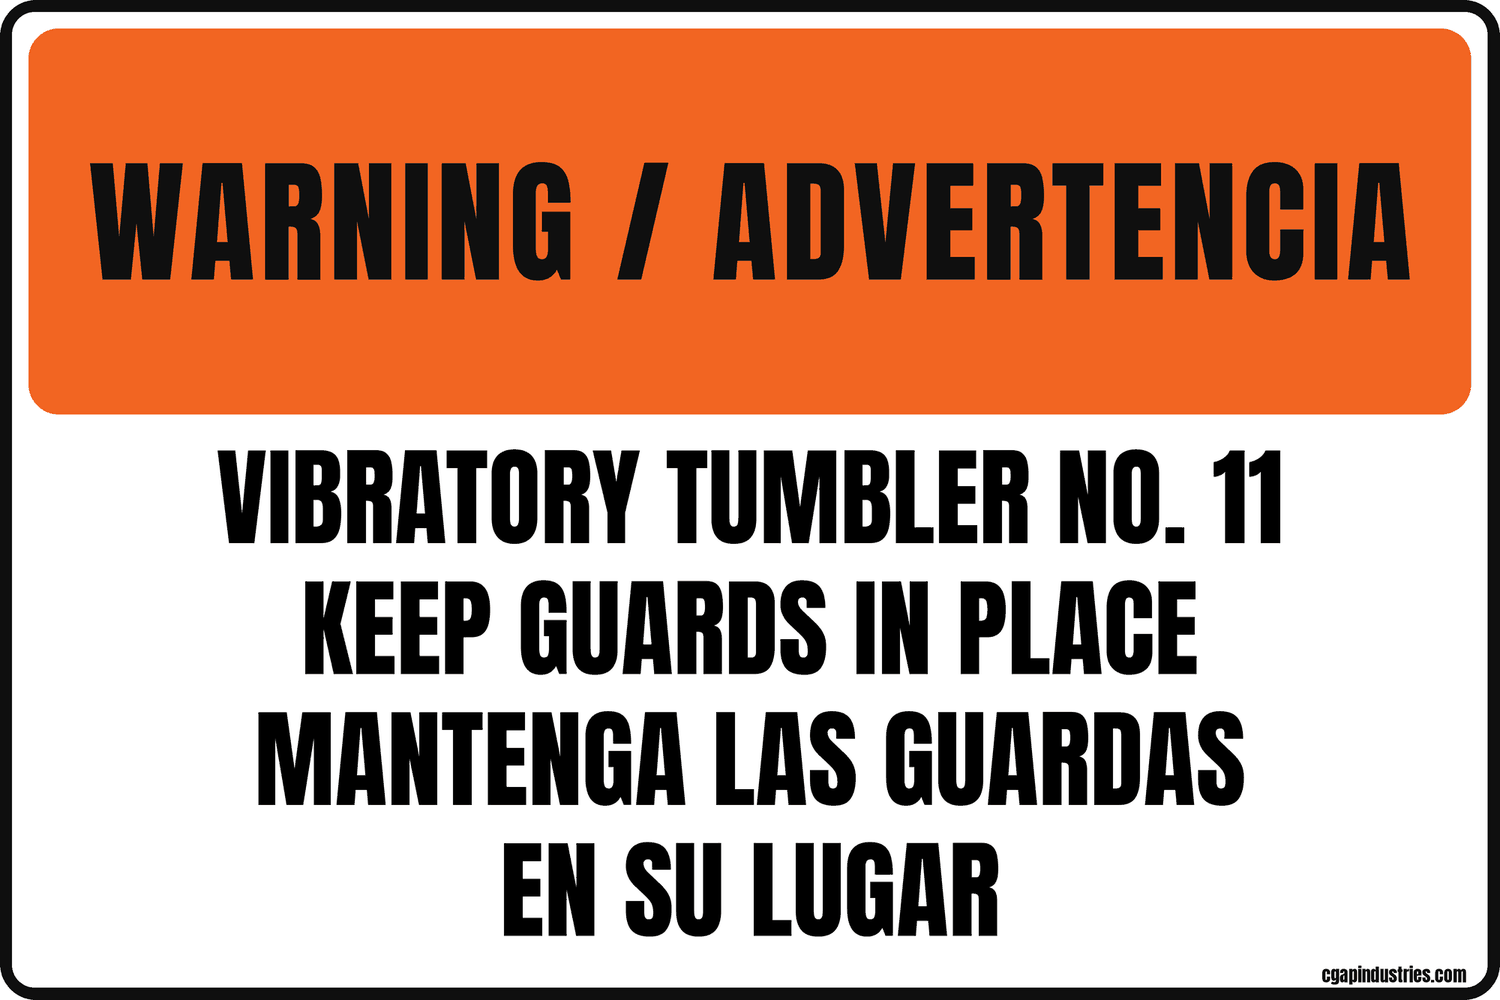 WARNING / ADVERTENCIA
VIBRATORY TUMBLER NO. 11
KEEP GUARDS IN PLACE
MANTENGA LAS GUARDAS
EN SU LUGAR
cgapindustries.com